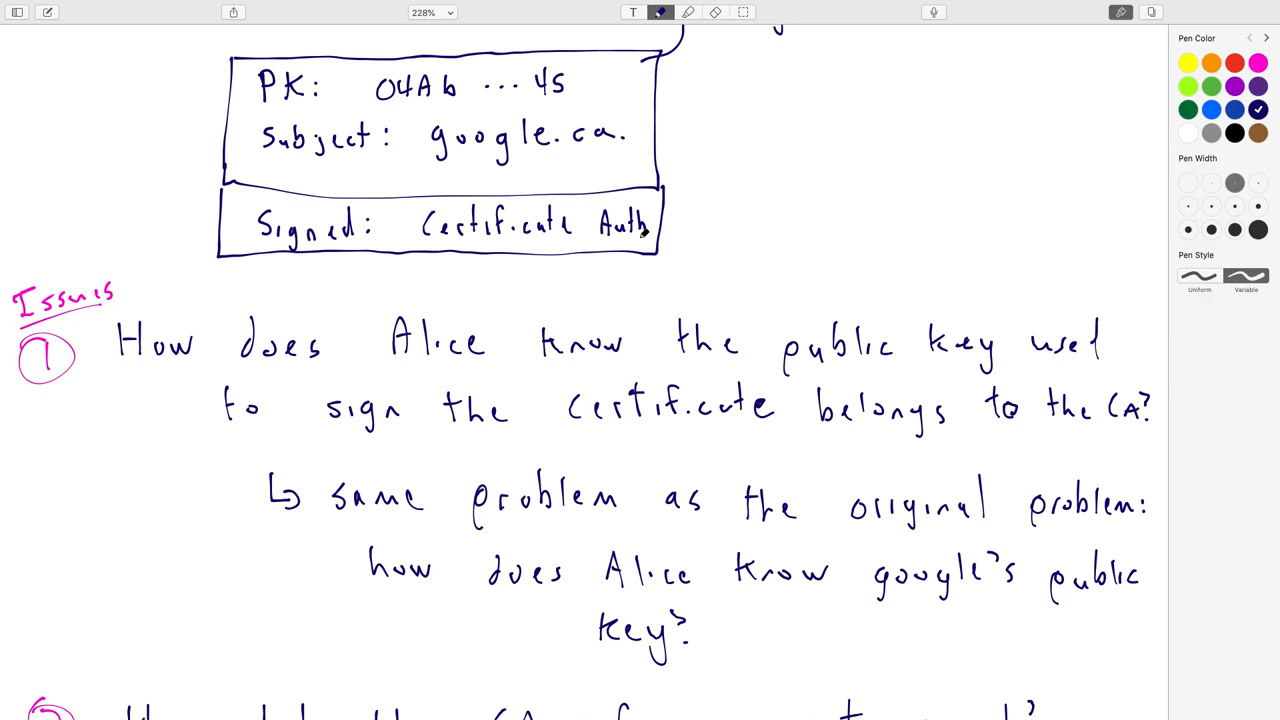 228%
T
Pen Color
PK: 04Ab ... 45
Subject: google.ca.
Signed: Certificate Auth
Pen Width
Pen Style
Uniform Variable
Issues
1 How does Alice know the public key used
to sign the certificate belongs to the CA?
↳ same problem as the original problem:
how does Alice know google's public
key?